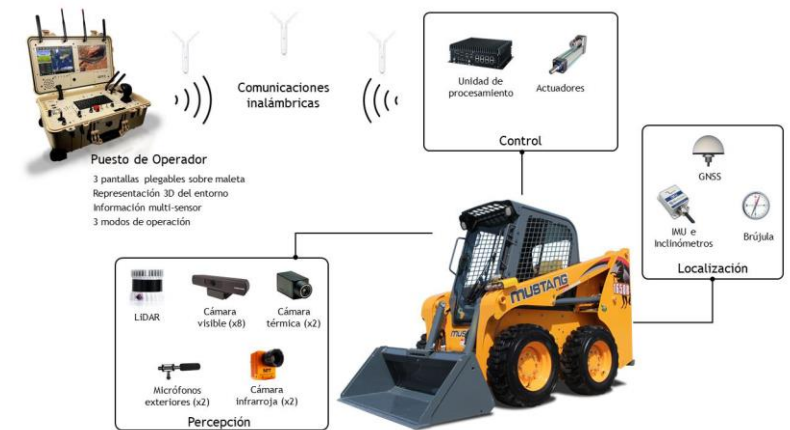 Comunicaciones
inalámbricas
Puesto de Operador
3 pantallas plegables sobre maleta
Representación 3D del entorno
Información multi-sensor
3 modos de operación
Unidad de
procesamiento
Actuadores
Control
GNSS
IMU e
Inclinómetros
Brújula
Localización
LiDAR
Cámara
visible (x8)
Cámara
térmica (x2)
Micrófonos
exteriores (x2)
Cámara
infrarroja (x2)
Percepción
MUSTANG